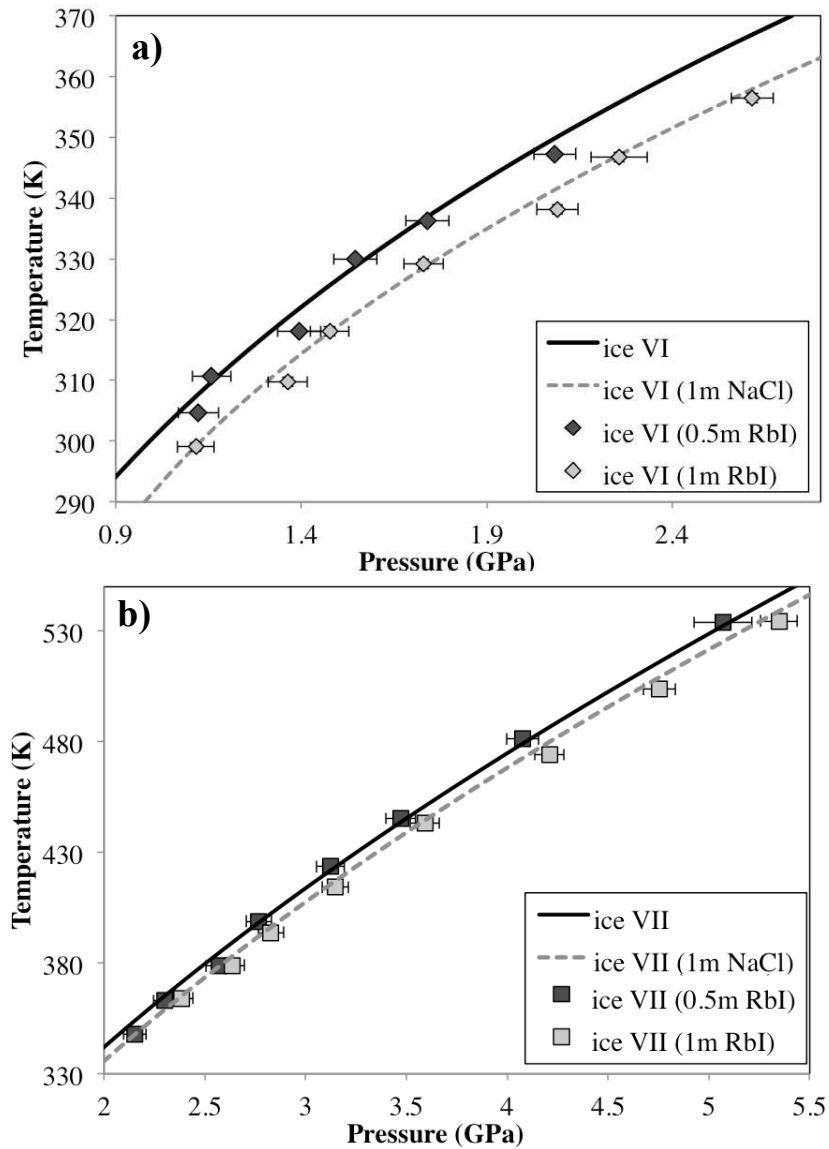 a)
370
360
350
340
330
320
310
300
290
Temperature (K)
0.9
1.4
1.9
2.4
Pressure (GPa)
ice VI
ice VI (1m NaCl)
ice VI (0.5m RbI)
ice VI (1m RbI)
b)
530
480
430
380
330
Temperature (K)
2
2.5
3
3.5
4
4.5
5
5.5
Pressure (GPa)
ice VII
ice VII (1m NaCl)
ice VII (0.5m RbI)
ice VII (1m RbI)